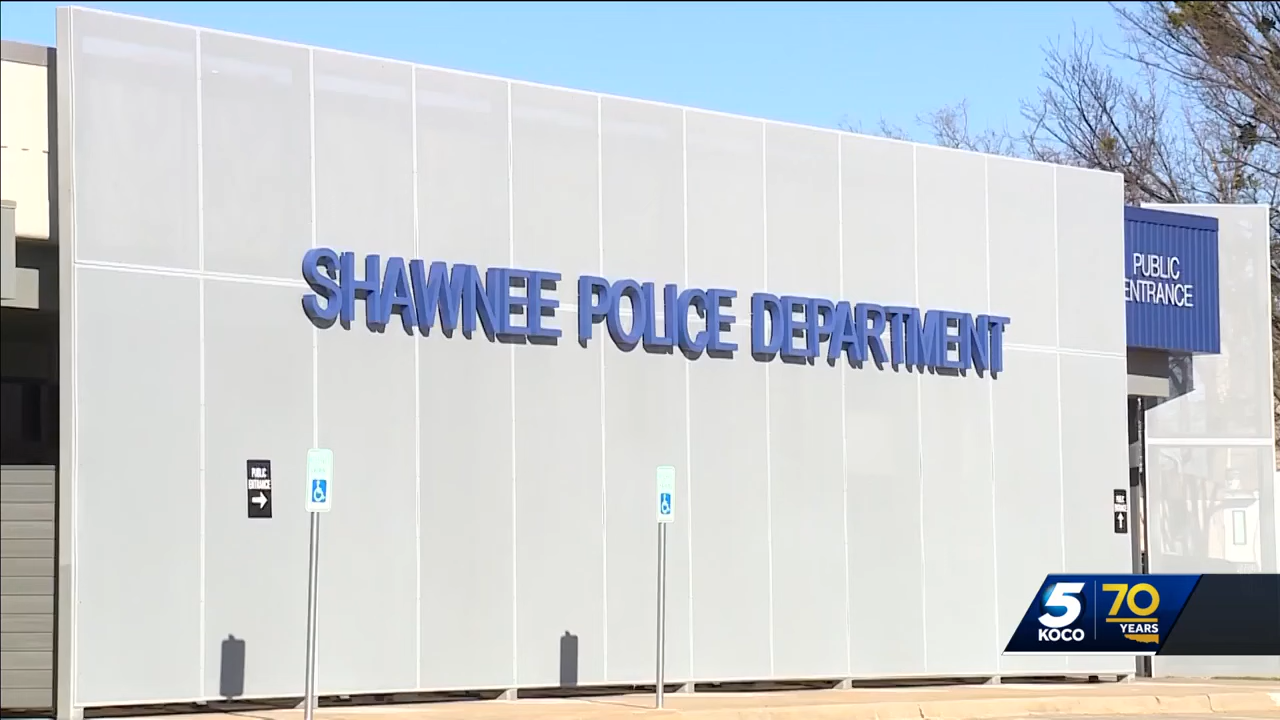 SHAWNEE POLICE DEPARTMENT
PUBLIC
ENTRANCE
PUBLIC
ENTRANCE
5
KOCO
70
YEARS